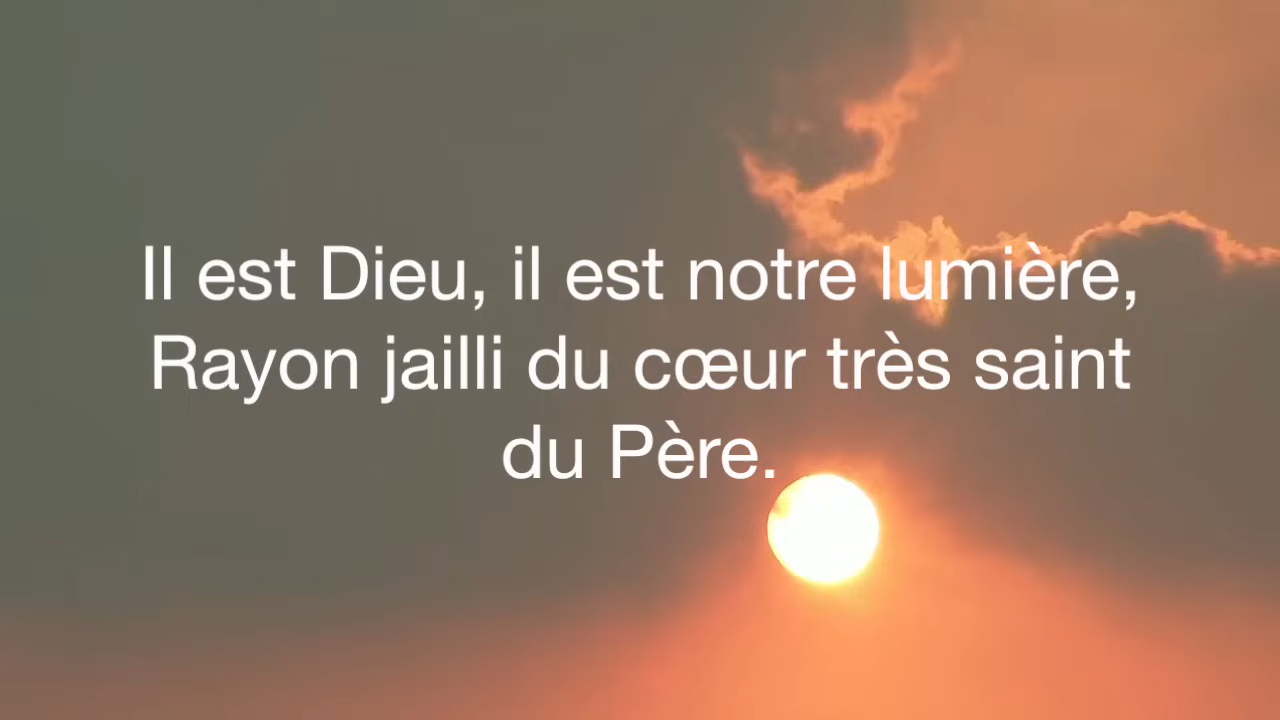 Il est Dieu, il est notre lumière,
Rayon jailli du cœur très saint
du Père.